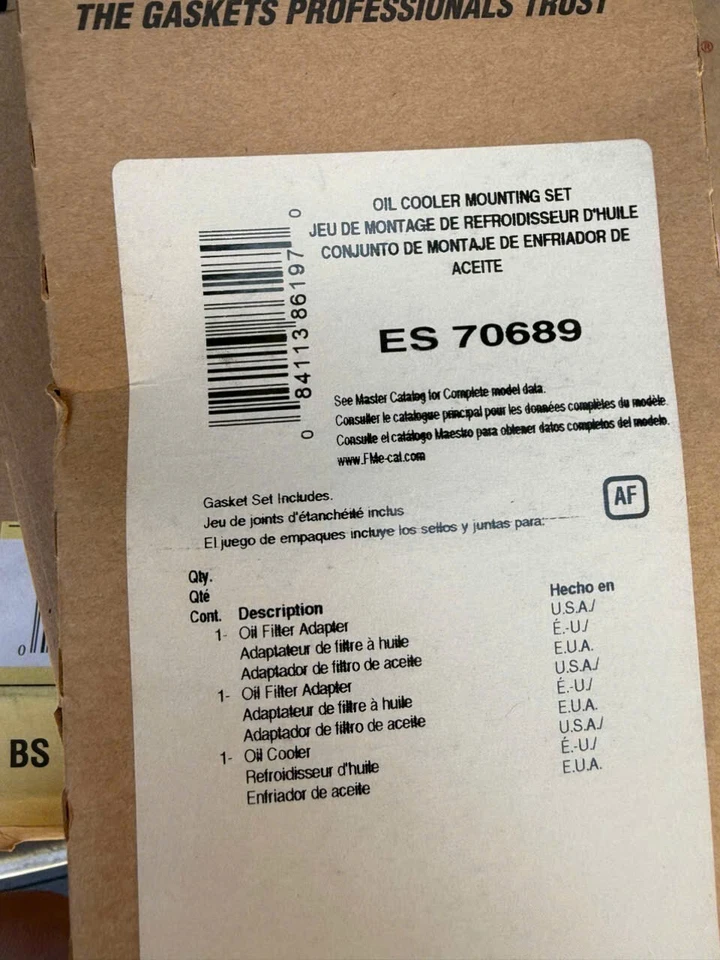 THE GASKETS PROFESSIONALS TRUST
®
OIL COOLER MOUNTING SET
JEU DE MONTAGE DE REFROIDISSEUR D'HUILE
CONJUNTO DE MONTAJE DE ENFRIADOR DE
ACEITE
0 84113 86197 0
ES 70689
See Master Catalog for Complete model data.
Consulter le catalogue principal pour les données complètes du modèle.
Consulte el catálogo Maestro para obtener datos completos del modelo.
www.FMe-cat.com
AF
Gasket Set Includes.
Jeu de joints d'étanchéité inclus
El juego de empaques incluye los sellos y juntas para:
Qty.
Qté
Cont. Description Hecho en
1- Oil Filter Adapter U.S.A./
Adaptateur de filtre à huile É.-U./
Adaptador de filtro de aceite E.U.A.
1- Oil Filter Adapter U.S.A./
Adaptateur de filtre à huile É.-U./
Adaptador de filtro de aceite E.U.A.
1- Oil Cooler U.S.A./
Refroidisseur d'huile É.-U./
Enfriador de aceite E.U.A.
0
BS